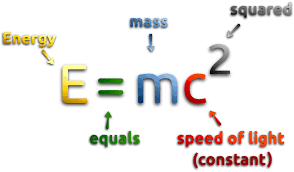 squared
mass
Energy
E = mc²
equals
speed of light
(constant)